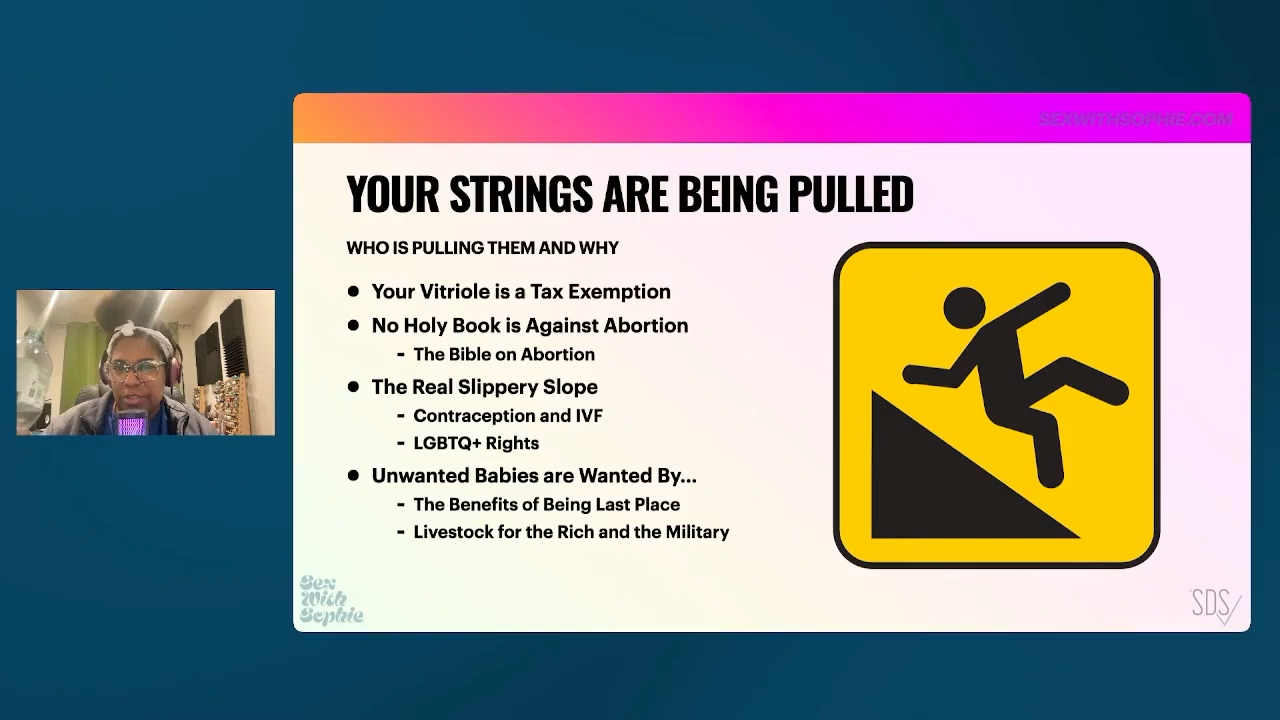 SEXWITHSOPHIE.COM
YOUR STRINGS ARE BEING PULLED
WHO IS PULLING THEM AND WHY
● Your Vitriole is a Tax Exemption
● No Holy Book is Against Abortion
- The Bible on Abortion
● The Real Slippery Slope
- Contraception and IVF
- LGBTQ+ Rights
● Unwanted Babies are Wanted By...
- The Benefits of Being Last Place
- Livestock for the Rich and the Military
Sex
With
Sophie
SDS